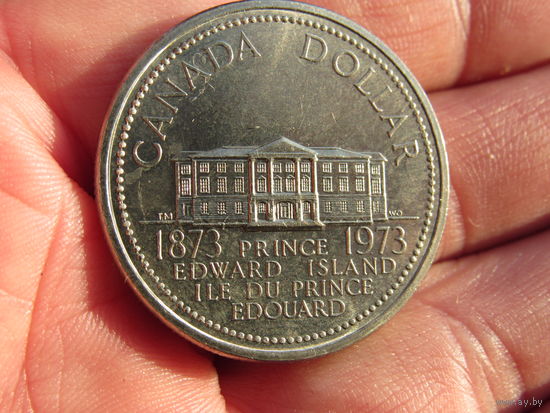 CANADA DOLLAR
TM WO
1873 PRINCE 1973
EDWARD ISLAND
ILE DU PRINCE
EDOUARD